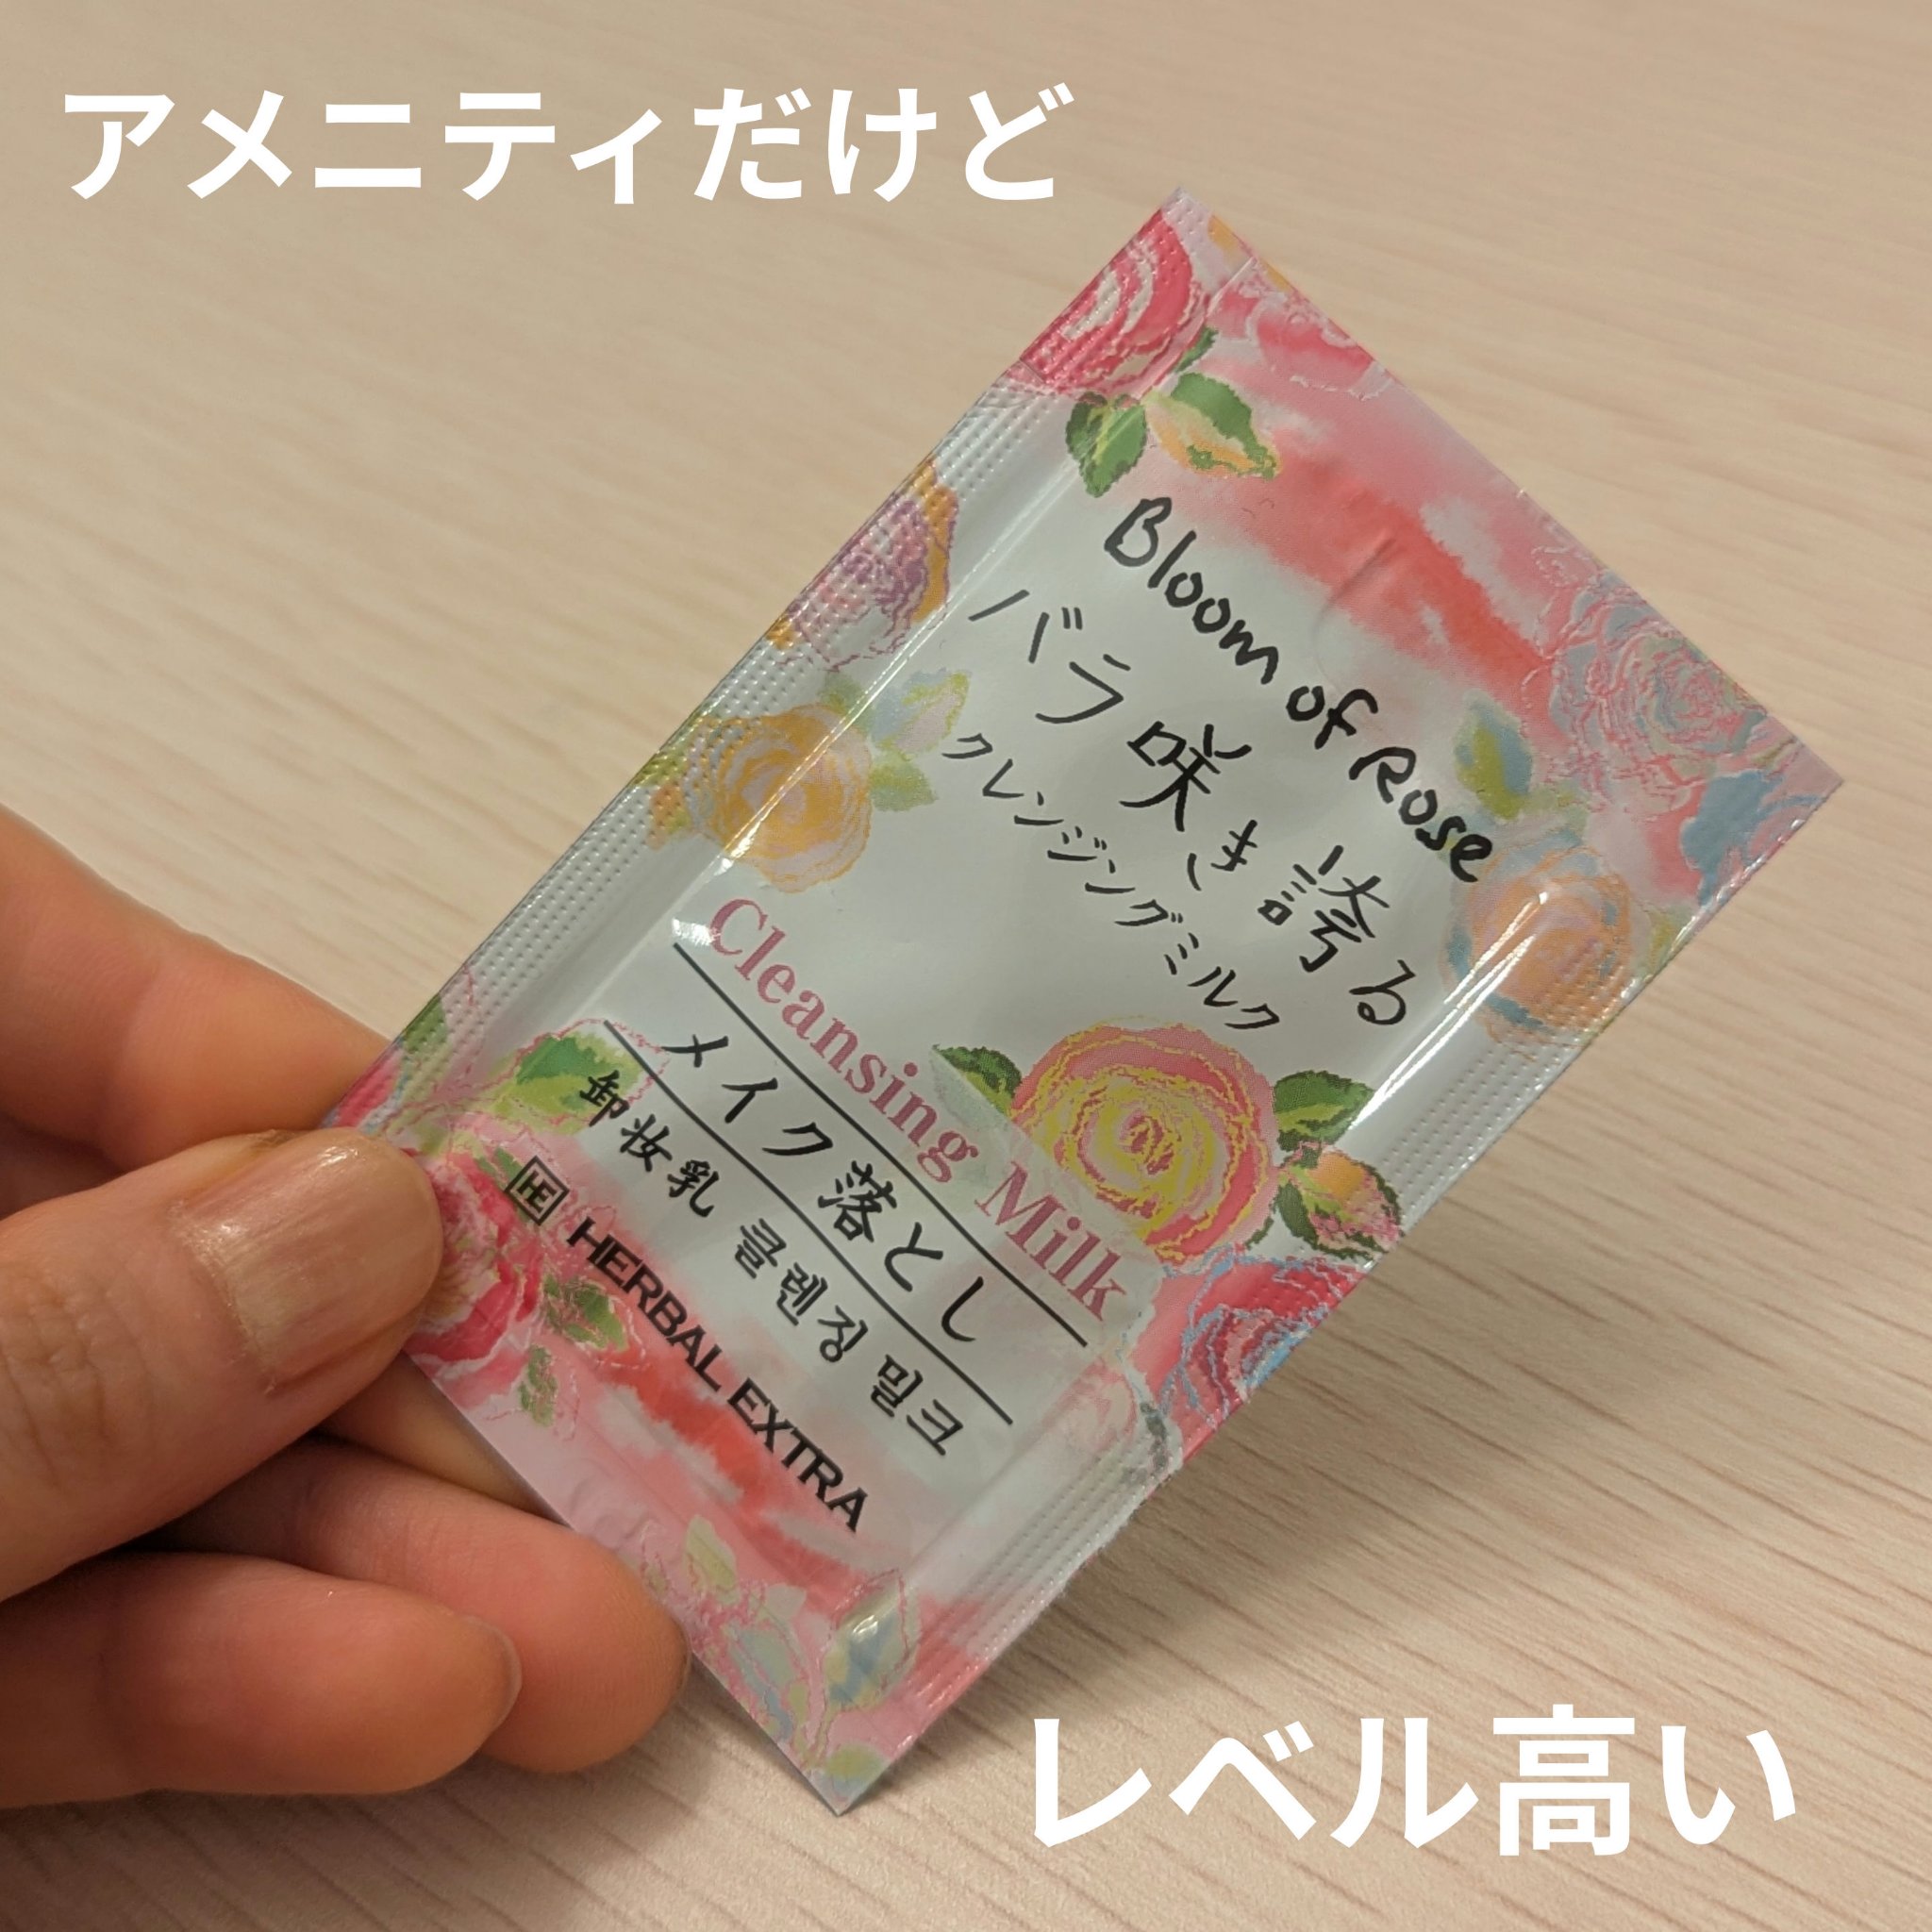 アメニティだけど
Bloom of Rose
バラ咲き誇る
クレンジングミルク
Cleansing Milk
メイク落とし
卸妆乳 클렌징 밀크
HE HERBAL EXTRA
レベル高い